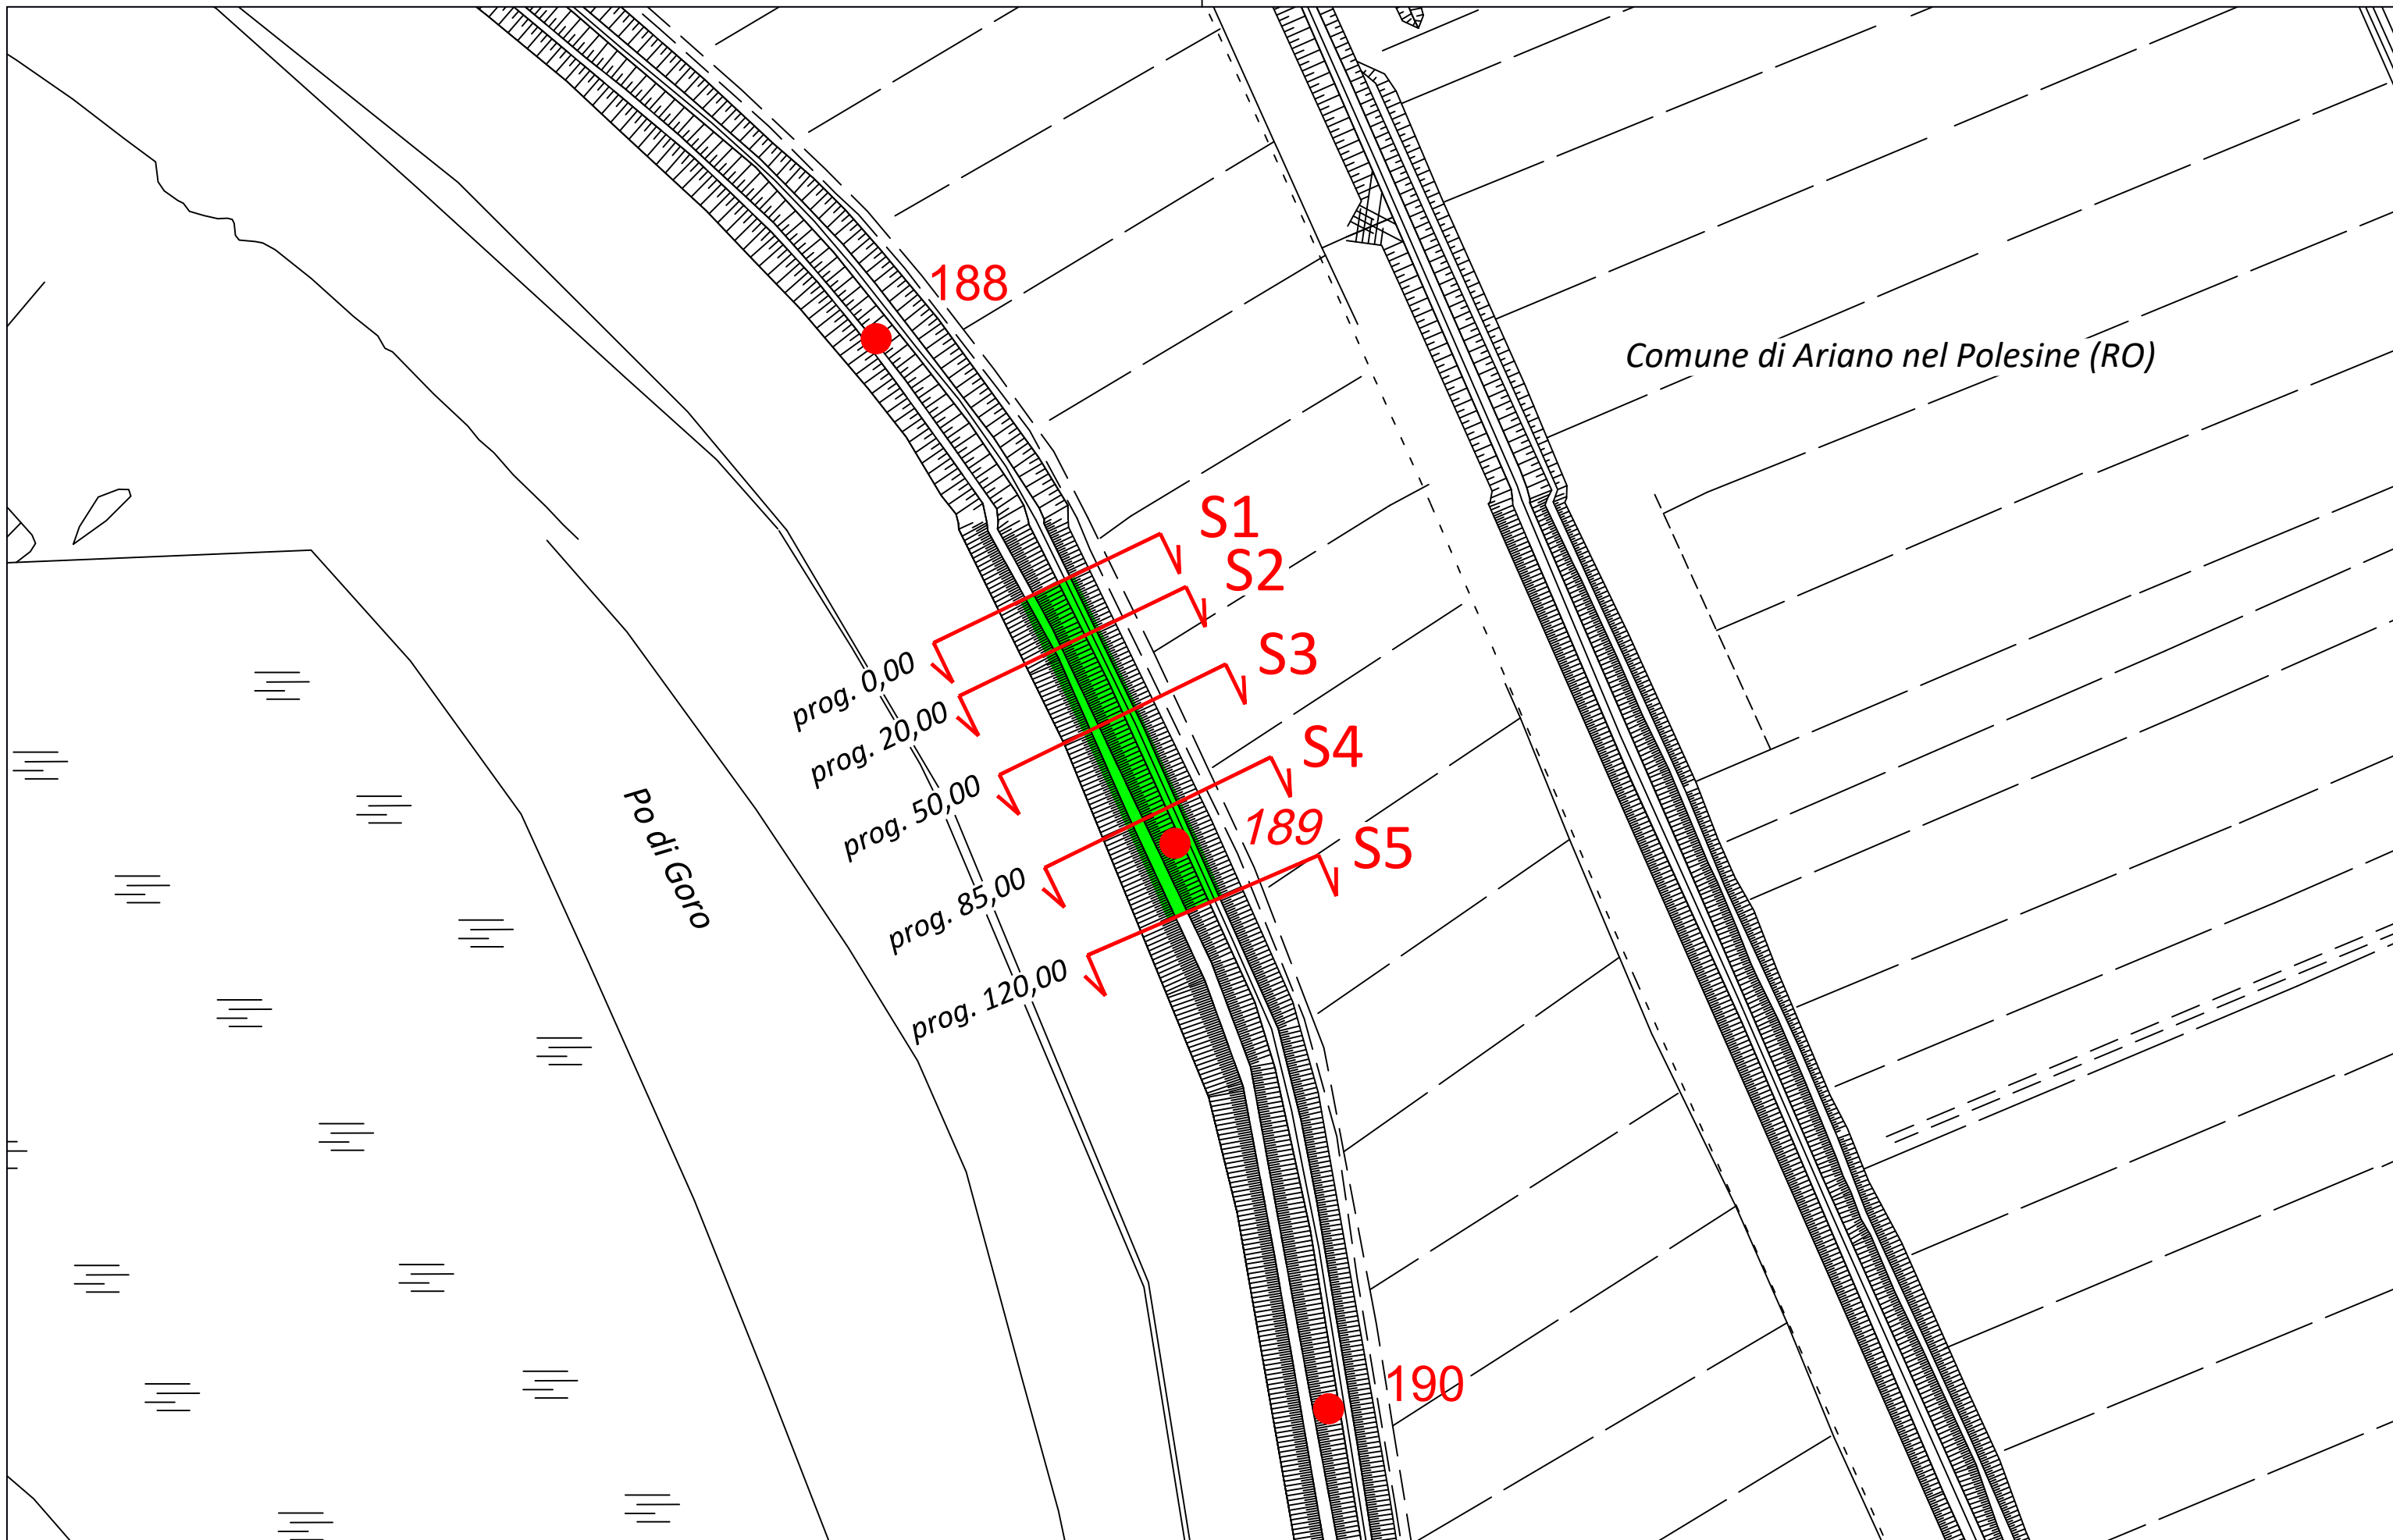 188
Comune di Ariano nel Polesine (RO)
S1
S2
S3
S4
189
S5
prog. 0,00
prog. 20,00
prog. 50,00
prog. 85,00
prog. 120,00
Po di Goro
190